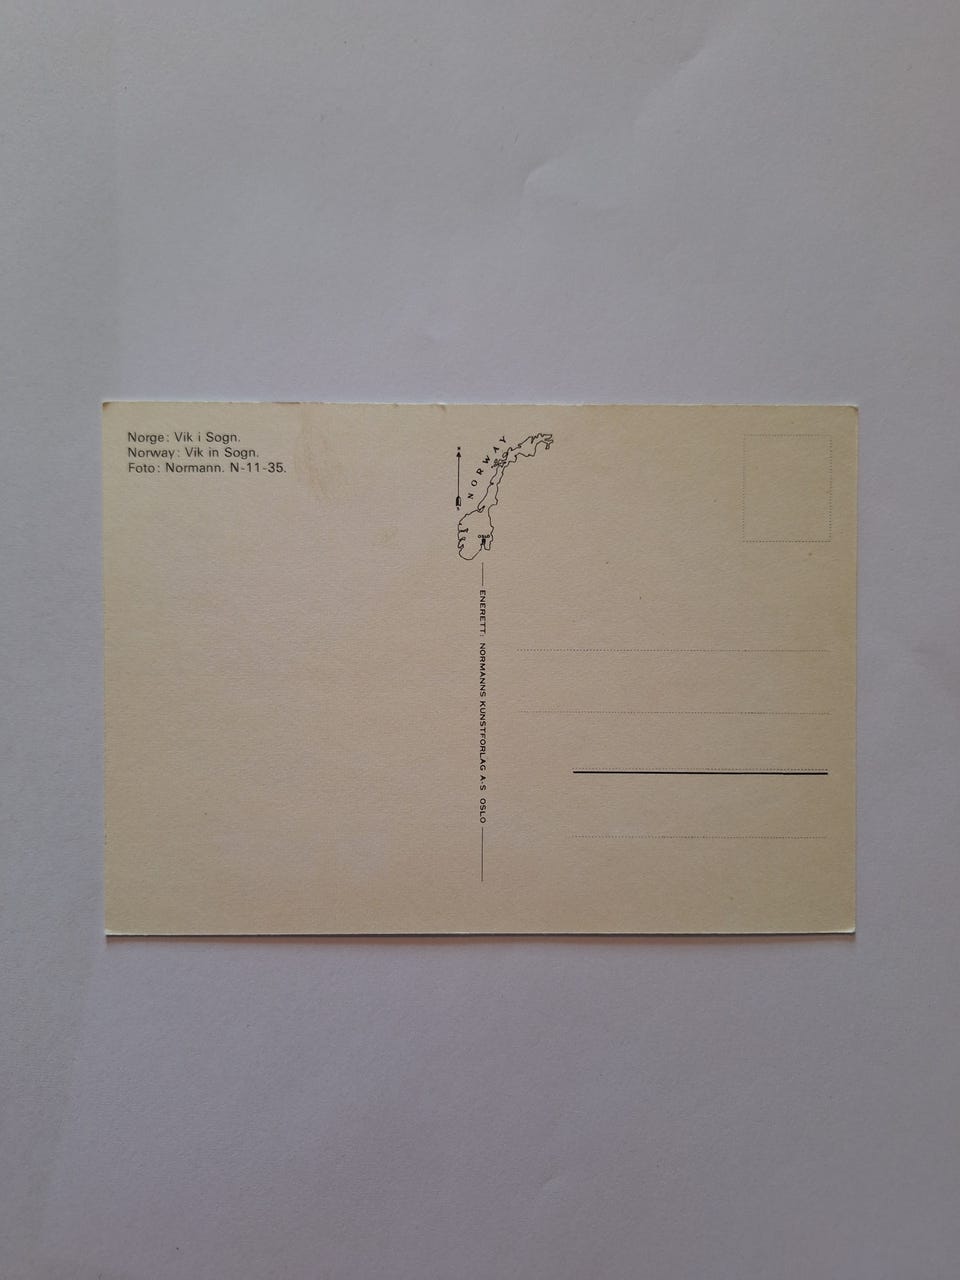 Norge: Vik i Sogn.
Norway: Vik in Sogn.
Foto: Normann. N-11-35.
NORWAY
OSLO
ENERETT: NORMANNS KUNSTFORLAG A·S OSLO